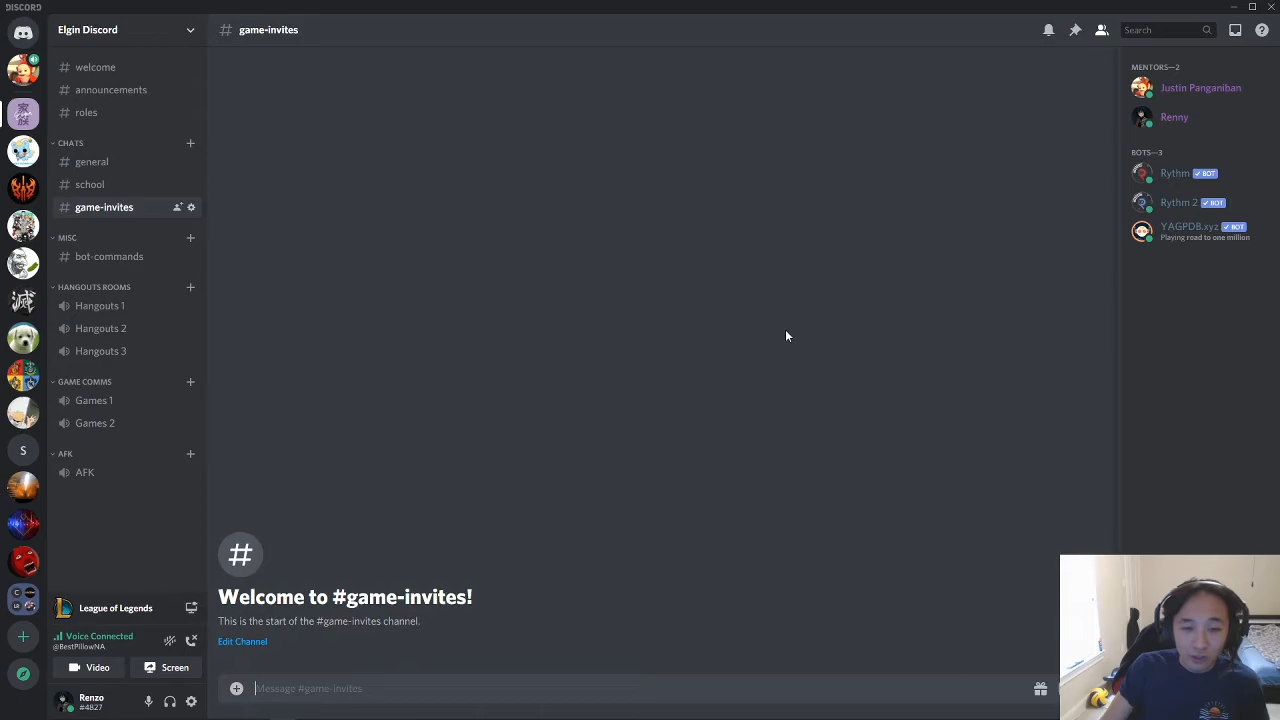 DISCORD
Elgin Discord
welcome
announcements
roles
CHATS
general
school
game-invites
MISC
bot-commands
HANGOUTS ROOMS
Hangouts 1
Hangouts 2
Hangouts 3
GAME COMMS
Games 1
Games 2
AFK
AFK
S
League of Legends
Voice Connected
@BestPillowNA
Video
Screen
Renzo
#4827
# game-invites
Search
Welcome to #game-invites!
This is the start of the #game-invites channel.
Edit Channel
Message #game-invites
MENTORS—2
Justin Panganiban
Renny
BOTS—3
Rythm BOT
Rythm 2 BOT
YAGPDB.xyz BOT
Playing road to one million